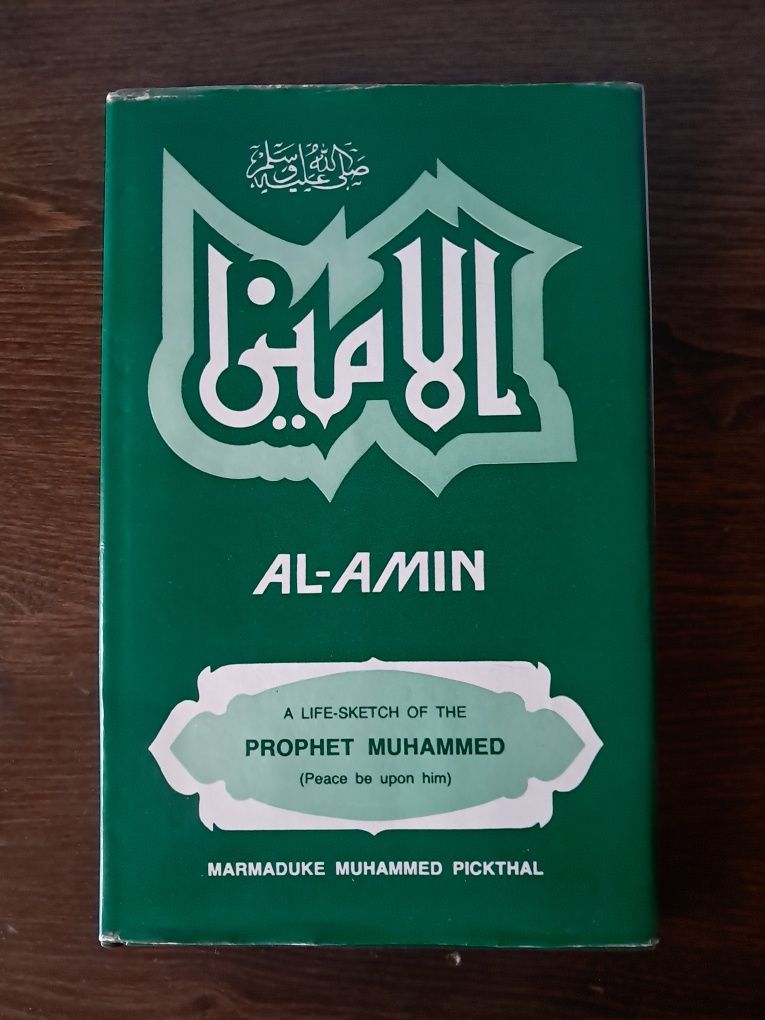 صلى الله عليه وسلم
الامين
AL-AMIN
A LIFE-SKETCH OF THE
PROPHET MUHAMMED
(Peace be upon him)
MARMADUKE MUHAMMED PICKTHAL